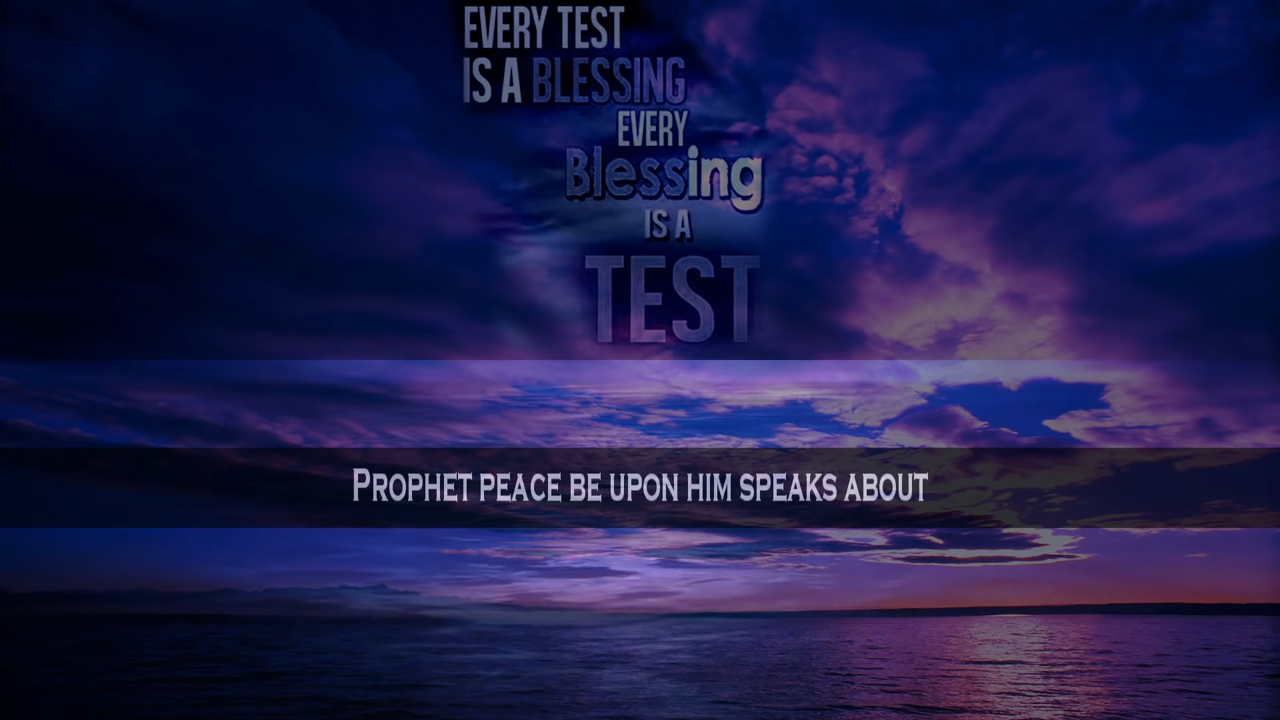 EVERY TEST
IS A BLESSING
EVERY
Blessing
IS A
TEST
Prophet peace be upon him speaks about